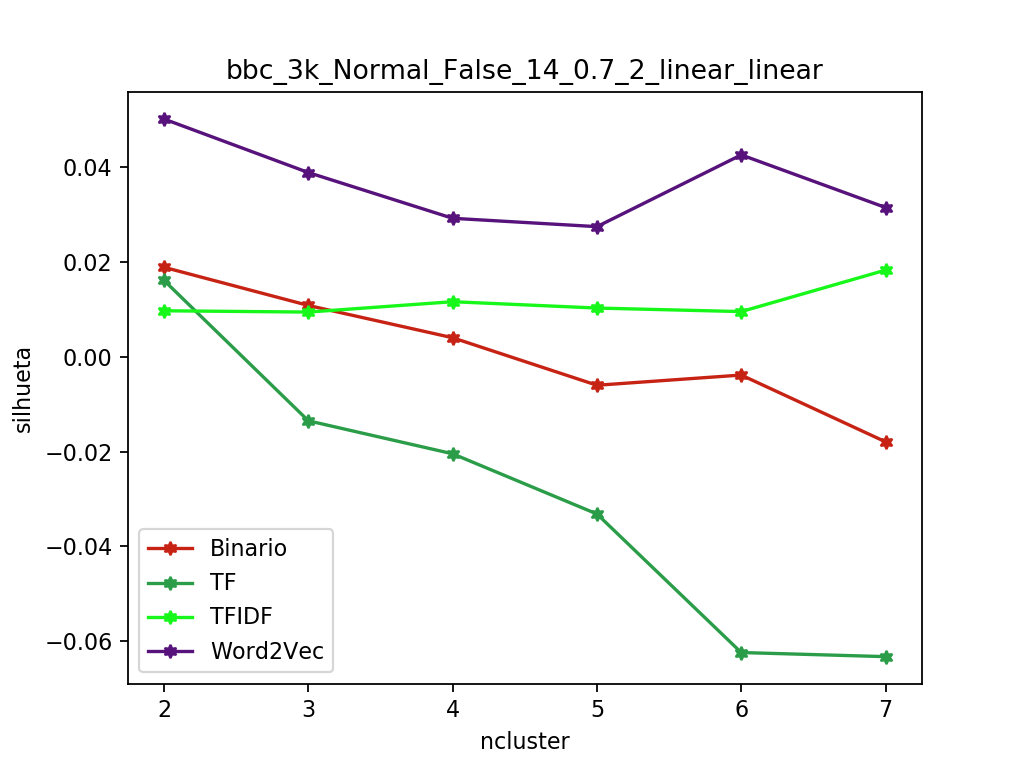 bbc_3k_Normal_False_14_0.7_2_linear_linear
silhueta
0.04
0.02
0.00
−0.02
−0.04
−0.06
Binario
TF
TFIDF
Word2Vec
2 3 4 5 6 7
ncluster